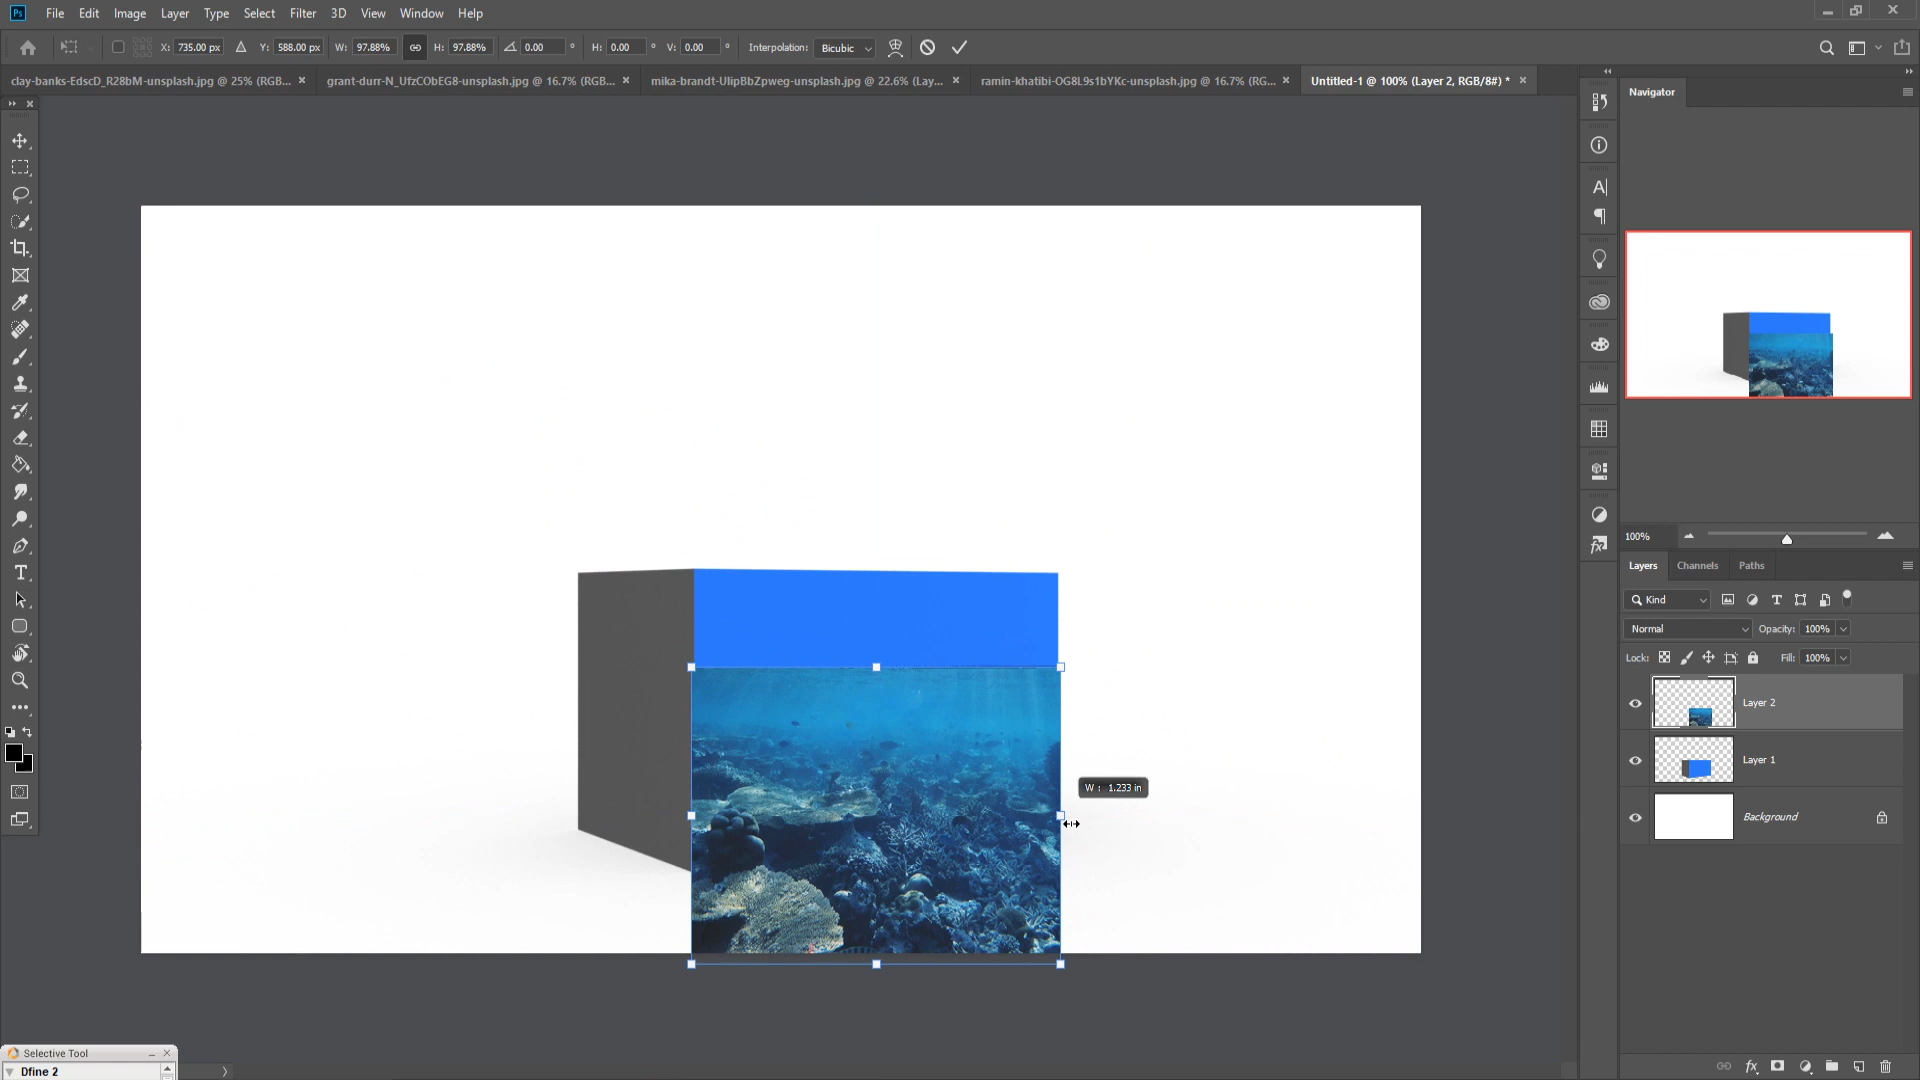 Ps File Edit Image Layer Type Select Filter 3D View Window Help
X: 735.00 px Y: 588.00 px W: 97.88% H: 97.88% 0.00 ° H: 0.00 ° V: 0.00 ° Interpolation: Bicubic
clay-banks-EdscD_R28bM-unsplash.jpg @ 25% (RGB... × grant-durr-N_UfzCObEG8-unsplash.jpg @ 16.7% (RGB... × mika-brandt-UlipBbZpweg-unsplash.jpg @ 22.6% (Lay... × ramin-khatibi-OG8L9s1bYKc-unsplash.jpg @ 16.7% (RG... × Untitled-1 @ 100% (Layer 2, RGB/8#) * ×
Navigator
100%
Layers Channels Paths
Kind
Normal Opacity: 100%
Lock: Fill: 100%
Layer 2
Layer 1
Background
W : 1.233 in
Selective Tool
Dfine 2